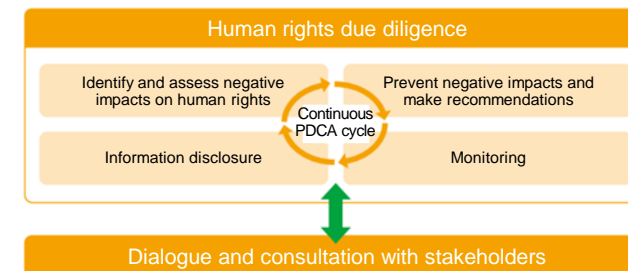 Human rights due diligence
Identify and assess negative
impacts on human rights
Prevent negative impacts and
make recommendations
Continuous
PDCA cycle
Information disclosure
Monitoring
Dialogue and consultation with stakeholders